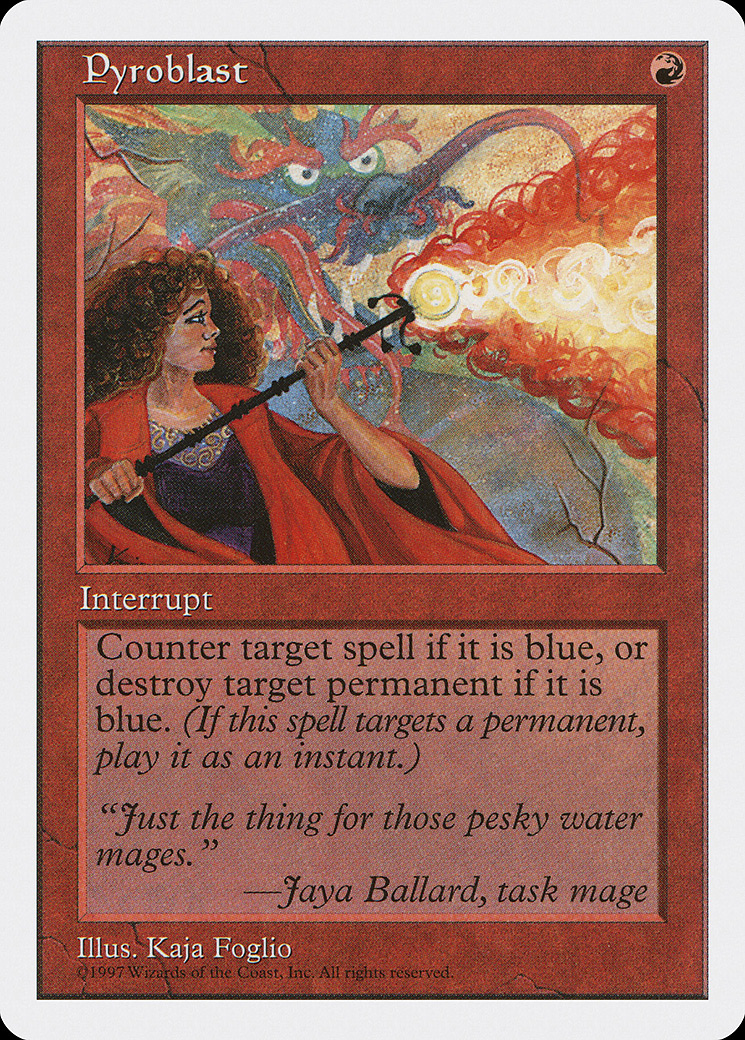 Pyroblast
Interrupt
Counter target spell if it is blue, or
destroy target permanent if it is
blue. (If this spell targets a permanent,
play it as an instant.)
“Just the thing for those pesky water
mages.”
—Jaya Ballard, task mage
Illus. Kaja Foglio
©1997 Wizards of the Coast, Inc. All rights reserved.